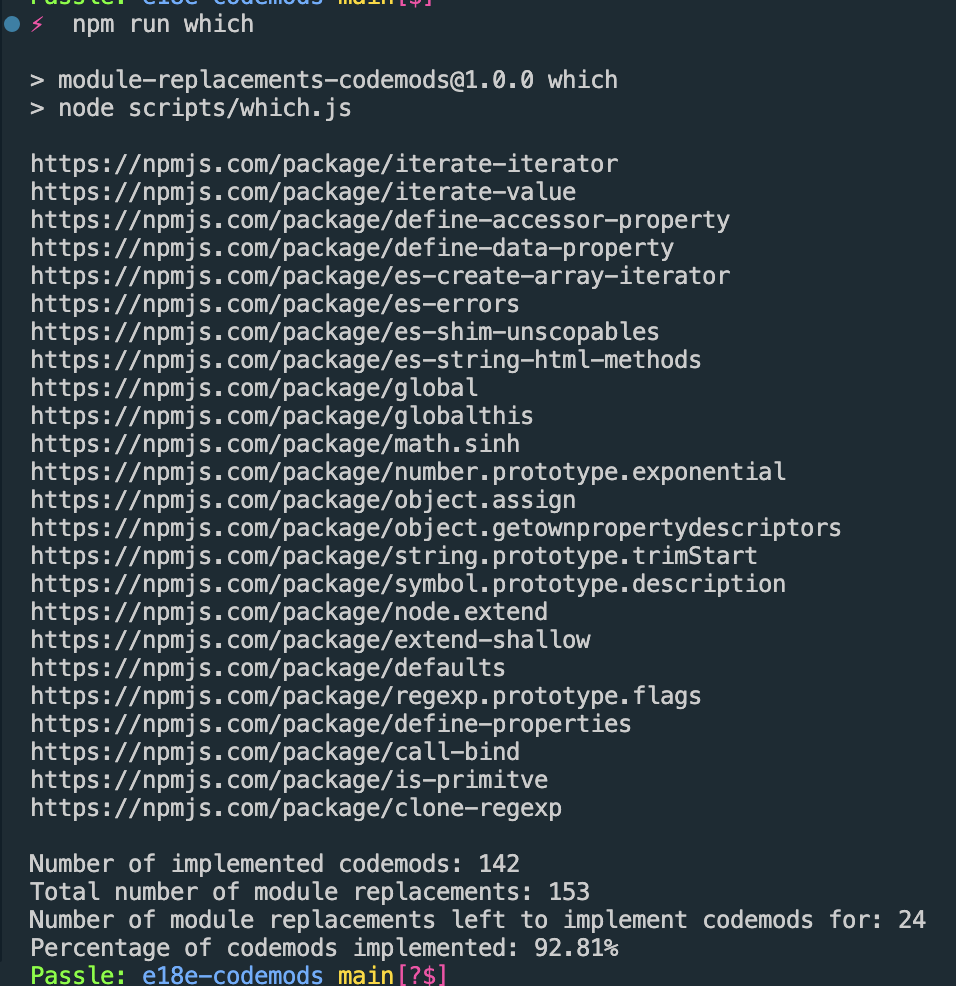 Passle: e18e-codemods main[$]
⚡ npm run which
> module-replacements-codemods@1.0.0 which
> node scripts/which.js
https://npmjs.com/package/iterate-iterator
https://npmjs.com/package/iterate-value
https://npmjs.com/package/define-accessor-property
https://npmjs.com/package/define-data-property
https://npmjs.com/package/es-create-array-iterator
https://npmjs.com/package/es-errors
https://npmjs.com/package/es-shim-unscopables
https://npmjs.com/package/es-string-html-methods
https://npmjs.com/package/global
https://npmjs.com/package/globalthis
https://npmjs.com/package/math.sinh
https://npmjs.com/package/number.prototype.exponential
https://npmjs.com/package/object.assign
https://npmjs.com/package/object.getownpropertydescriptors
https://npmjs.com/package/string.prototype.trimStart
https://npmjs.com/package/symbol.prototype.description
https://npmjs.com/package/node.extend
https://npmjs.com/package/extend-shallow
https://npmjs.com/package/defaults
https://npmjs.com/package/regexp.prototype.flags
https://npmjs.com/package/define-properties
https://npmjs.com/package/call-bind
https://npmjs.com/package/is-primitve
https://npmjs.com/package/clone-regexp
Number of implemented codemods: 142
Total number of module replacements: 153
Number of module replacements left to implement codemods for: 24
Percentage of codemods implemented: 92.81%
Passle: e18e-codemods main[?$]